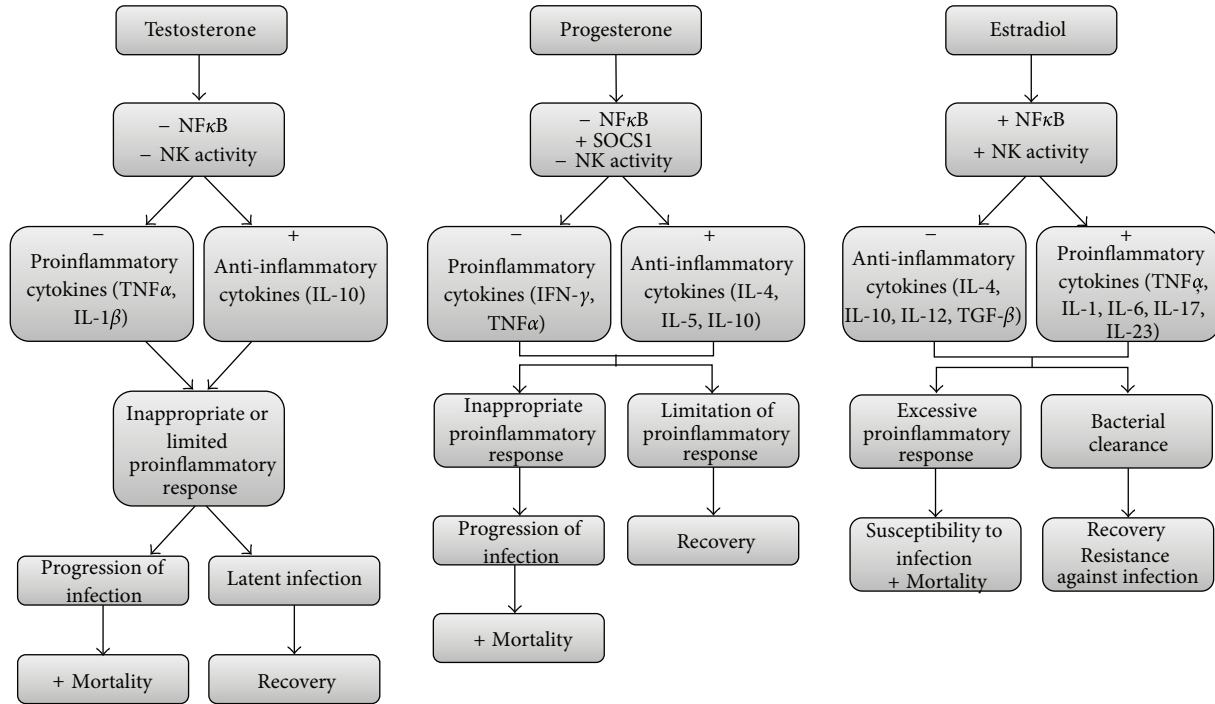 Testosterone
− NFκB
− NK activity
−
Proinflammatory
cytokines (TNFα,
IL-1β)
+
Anti-inflammatory
cytokines (IL-10)
Inappropriate or
limited
proinflammatory
response
Progression of
infection
Latent infection
+ Mortality
Recovery
Progesterone
− NFκB
+ SOCS1
− NK activity
−
Proinflammatory
cytokines (IFN-γ,
TNFα)
+
Anti-inflammatory
cytokines (IL-4,
IL-5, IL-10)
Inappropriate
proinflammatory
response
Limitation of
proinflammatory
response
Progression of
infection
Recovery
+ Mortality
Estradiol
+ NFκB
+ NK activity
−
Anti-inflammatory
cytokines (IL-4,
IL-10, IL-12, TGF-β)
+
Proinflammatory
cytokines (TNFα,
IL-1, IL-6, IL-17,
IL-23)
Excessive
proinflammatory
response
Bacterial
clearance
Susceptibility to
infection
+ Mortality
Recovery
Resistance
against infection